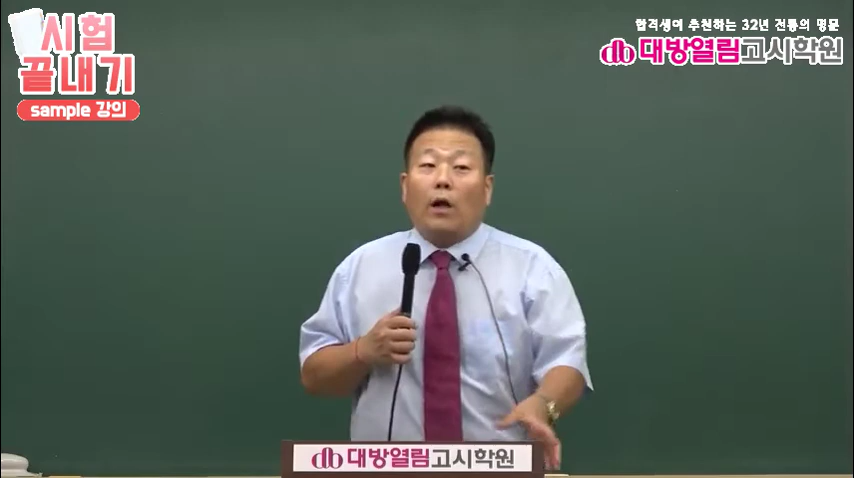 시험
끝내기
sample 강의
합격생이 추천하는 32년 전통의 명문
db 대방열림고시학원
db 대방열림고시학원